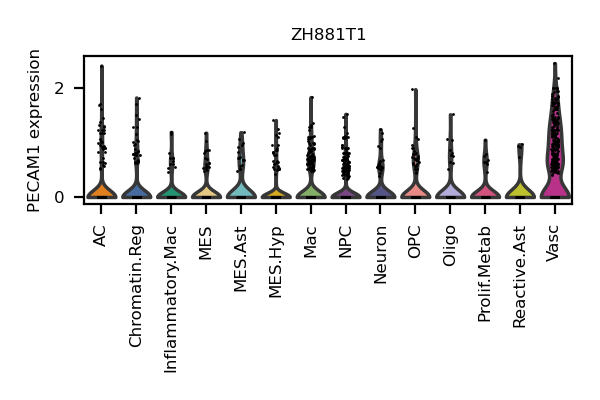 ZH881T1
PECAM1 expression
2
0
AC
Chromatin.Reg
Inflammatory.Mac
MES
MES.Ast
MES.Hyp
Mac
NPC
Neuron
OPC
Oligo
Prolif.Metab
Reactive.Ast
Vasc